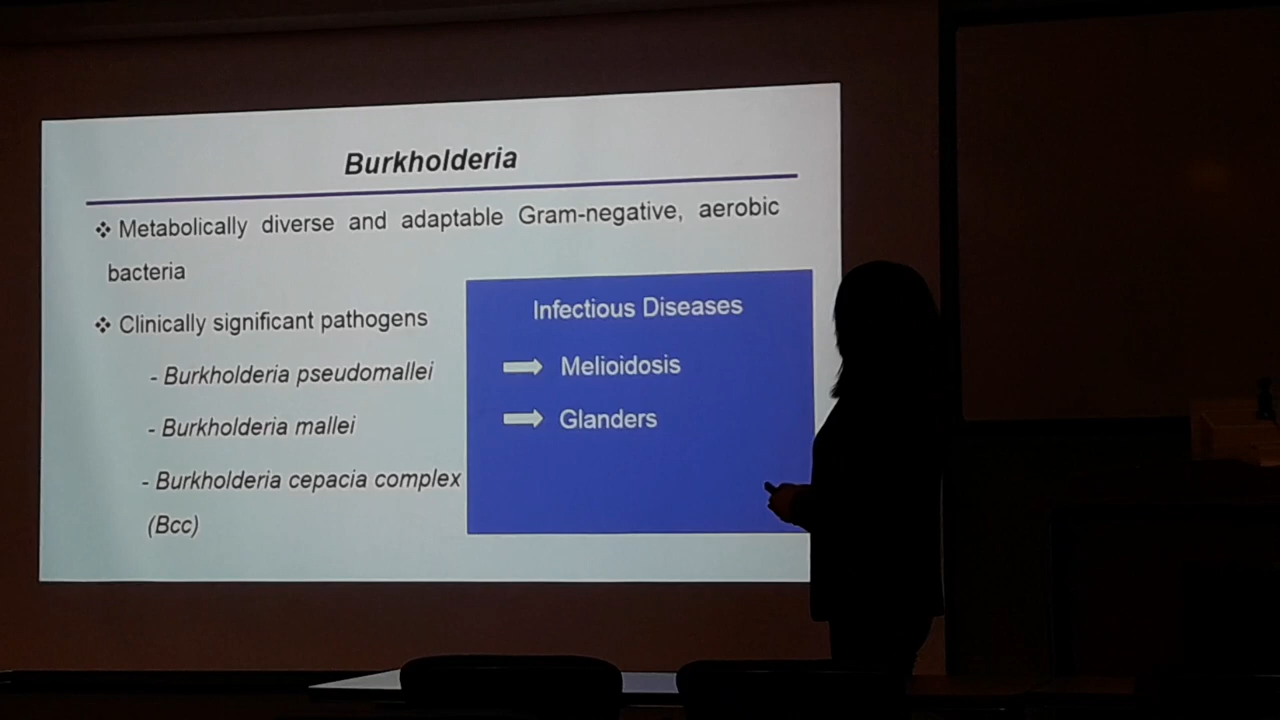 Burkholderia
❖ Metabolically diverse and adaptable Gram-negative, aerobic
bacteria
❖ Clinically significant pathogens
- Burkholderia pseudomallei
- Burkholderia mallei
- Burkholderia cepacia complex
(Bcc)
Infectious Diseases
Melioidosis
Glanders